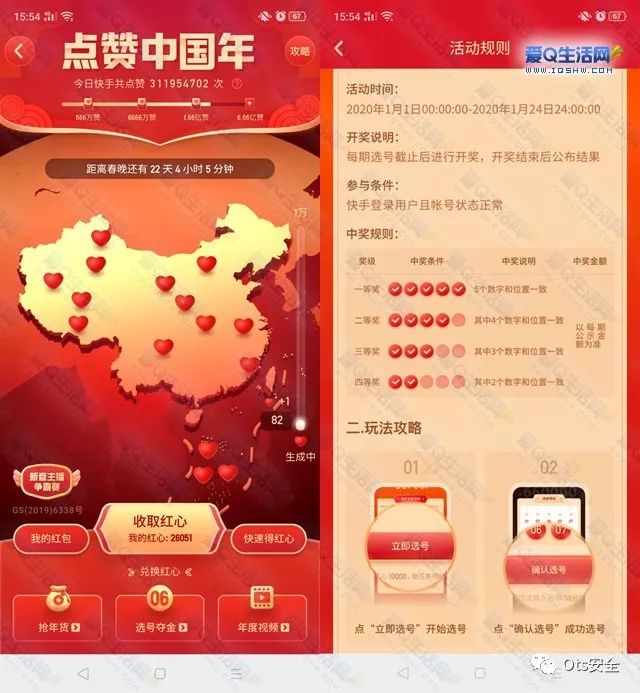 15:54
67
点赞中国年
攻略
今日快手共点赞 311954702 次 ?
666万赞
6666万赞
1.66亿赞
6.66亿赞
距离春晚还有 22 天 4 小时 5 分钟
1万
+1
82
生成中
新春主播
争霸赛
GS(2019)6338号
我的红包
收取红心
我的红心: 26051
快速得红心
兑换红心
抢年货
06
选号夺金
年度视频
15:54
67
活动规则
爱Q生活网
WWW.IQSHW.COM
活动时间：
2020年1月1日00:00:00-2020年1月24日24:00:00
开奖说明：
每期选号截止后进行开奖，开奖结束后公布结果
参与条件：
快手登录用户且帐号状态正常
中奖规则：
奖级 中奖条件 中奖说明 中奖金额
一等奖 5个数字和位置一致
二等奖 其中4个数字和位置一致
三等奖 其中3个数字和位置一致
四等奖 其中2个数字和位置一致
以每期
公示金
额为准
二.玩法攻略
01
立即选号
点“立即选号”开始选号
02
06 07
确认选号
点“确认选号”成功选号
Ots安全